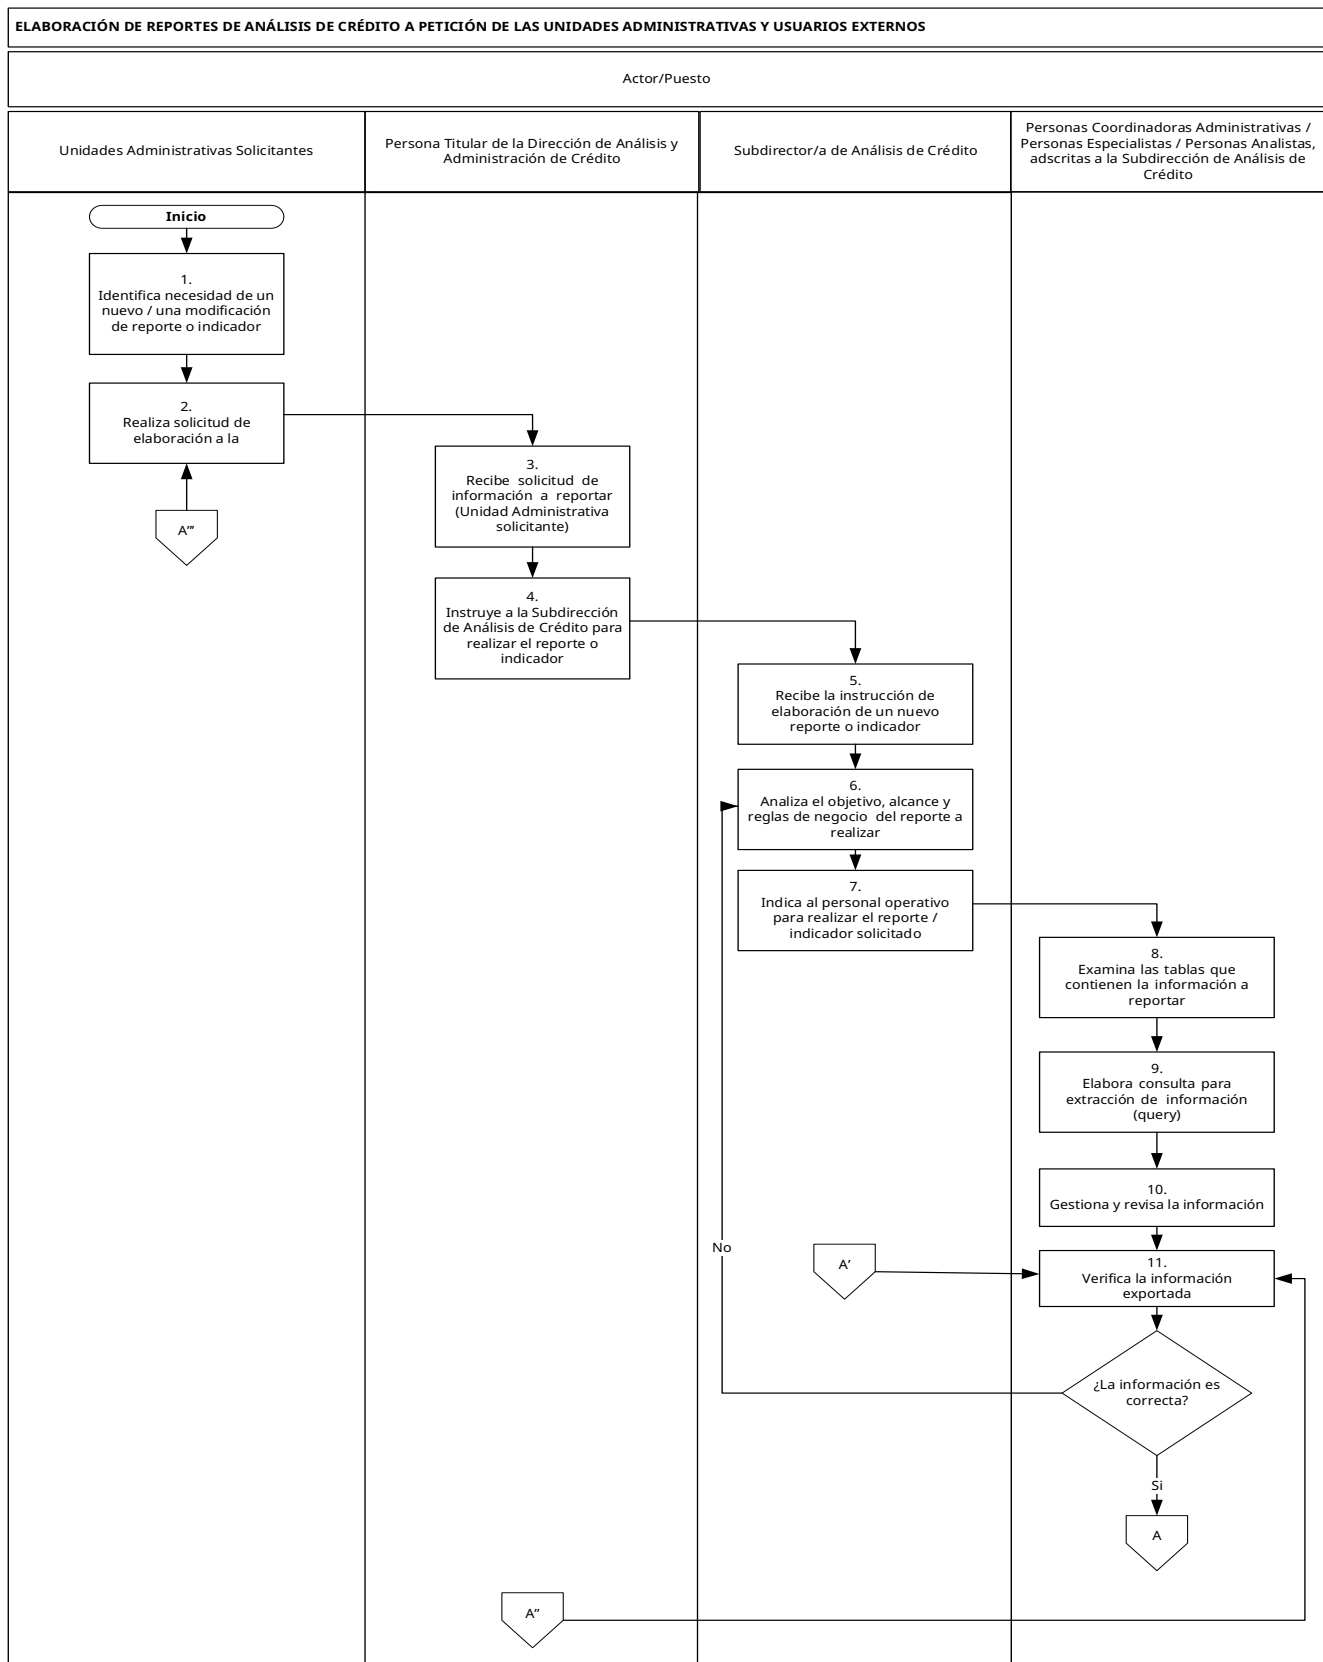 ELABORACIÓN DE REPORTES DE ANÁLISIS DE CRÉDITO A PETICIÓN DE LAS UNIDADES ADMINISTRATIVAS Y USUARIOS EXTERNOS
Actor/Puesto
Unidades Administrativas Solicitantes
Persona Titular de la Dirección de Análisis y
Administración de Crédito
Subdirector/a de Análisis de Crédito
Personas Coordinadoras Administrativas /
Personas Especialistas / Personas Analistas,
adscritas a la Subdirección de Análisis de
Crédito
Inicio
1.
Identifica necesidad de un
nuevo / una modificación
de reporte o indicador
2.
Realiza solicitud de
elaboración a la
A'''
3.
Recibe solicitud de
información a reportar
(Unidad Administrativa
solicitante)
4.
Instruye a la Subdirección
de Análisis de Crédito para
realizar el reporte o
indicador
5.
Recibe la instrucción de
elaboración de un nuevo
reporte o indicador
6.
Analiza el objetivo, alcance y
reglas de negocio del reporte a
realizar
7.
Indica al personal operativo
para realizar el reporte /
indicador solicitado
8.
Examina las tablas que
contienen la información a
reportar
9.
Elabora consulta para
extracción de información
(query)
10.
Gestiona y revisa la información
No
A’
11.
Verifica la información
exportada
¿La información es
correcta?
Si
A
A’’